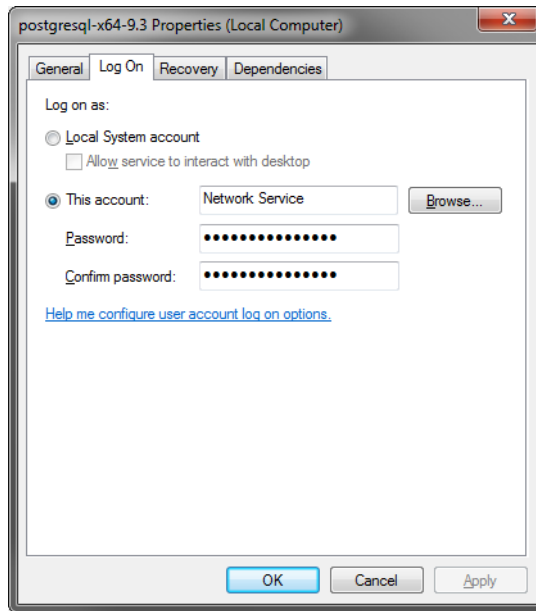 postgresql-x64-9.3 Properties (Local Computer)
General Log On Recovery Dependencies
Log on as:
Local System account
Allow service to interact with desktop
This account: Network Service Browse...
Password: •••••••••••••••
Confirm password: •••••••••••••••
Help me configure user account log on options.
OK Cancel Apply